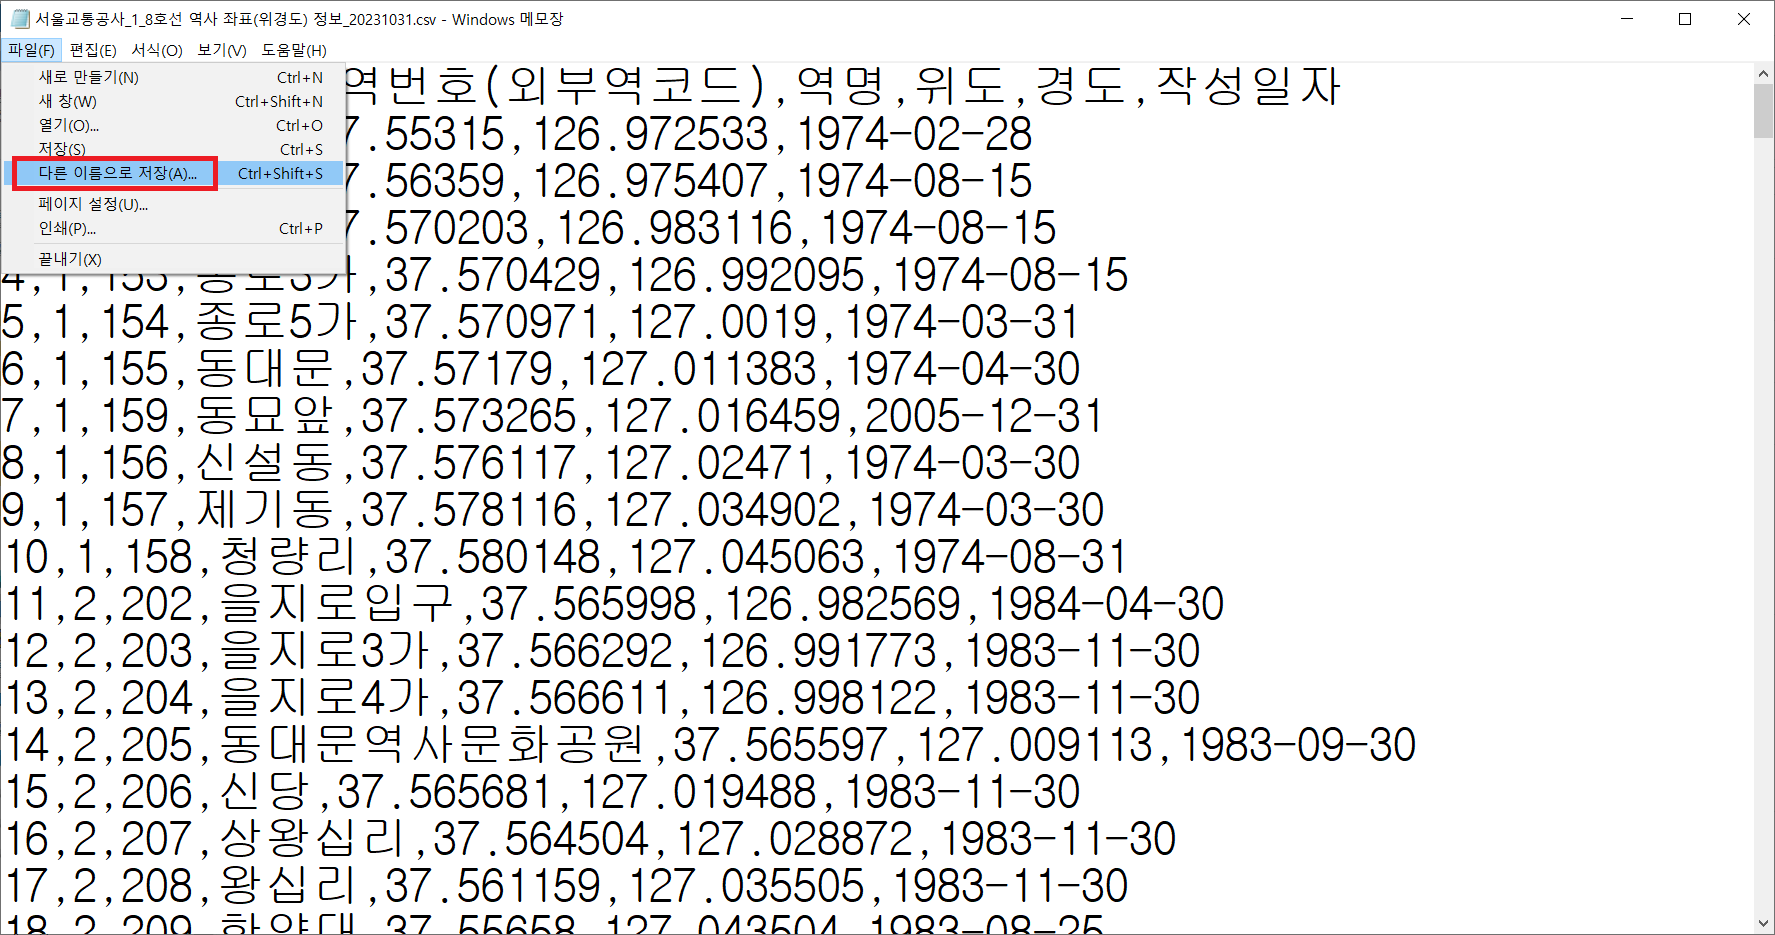 서울교통공사_1_8호선 역사 좌표(위경도) 정보_20231031.csv - Windows 메모장
파일(F) 편집(E) 서식(O) 보기(V) 도움말(H)
새로 만들기(N) Ctrl+N
새 창(W) Ctrl+Shift+N
열기(O)... Ctrl+O
저장(S) Ctrl+S
다른 이름으로 저장(A)... Ctrl+Shift+S
페이지 설정(U)...
인쇄(P)... Ctrl+P
끝내기(X)
역번호(외부역코드),역명,위도,경도,작성일자
7.55315,126.972533,1974-02-28
7.56359,126.975407,1974-08-15
7.570203,126.983116,1974-08-15
4,1,153,종로3가,37.570429,126.992095,1974-08-15
5,1,154,종로5가,37.570971,127.0019,1974-03-31
6,1,155,동대문,37.57179,127.011383,1974-04-30
7,1,159,동묘앞,37.573265,127.016459,2005-12-31
8,1,156,신설동,37.576117,127.02471,1974-03-30
9,1,157,제기동,37.578116,127.034902,1974-03-30
10,1,158,청량리,37.580148,127.045063,1974-08-31
11,2,202,을지로입구,37.565998,126.982569,1984-04-30
12,2,203,을지로3가,37.566292,126.991773,1983-11-30
13,2,204,을지로4가,37.566611,126.998122,1983-11-30
14,2,205,동대문역사문화공원,37.565597,127.009113,1983-09-30
15,2,206,신당,37.565681,127.019488,1983-11-30
16,2,207,상왕십리,37.564504,127.028872,1983-11-30
17,2,208,왕십리,37.561159,127.035505,1983-11-30
18,2,209,한양대,37.55658,127.043504,1983-08-25